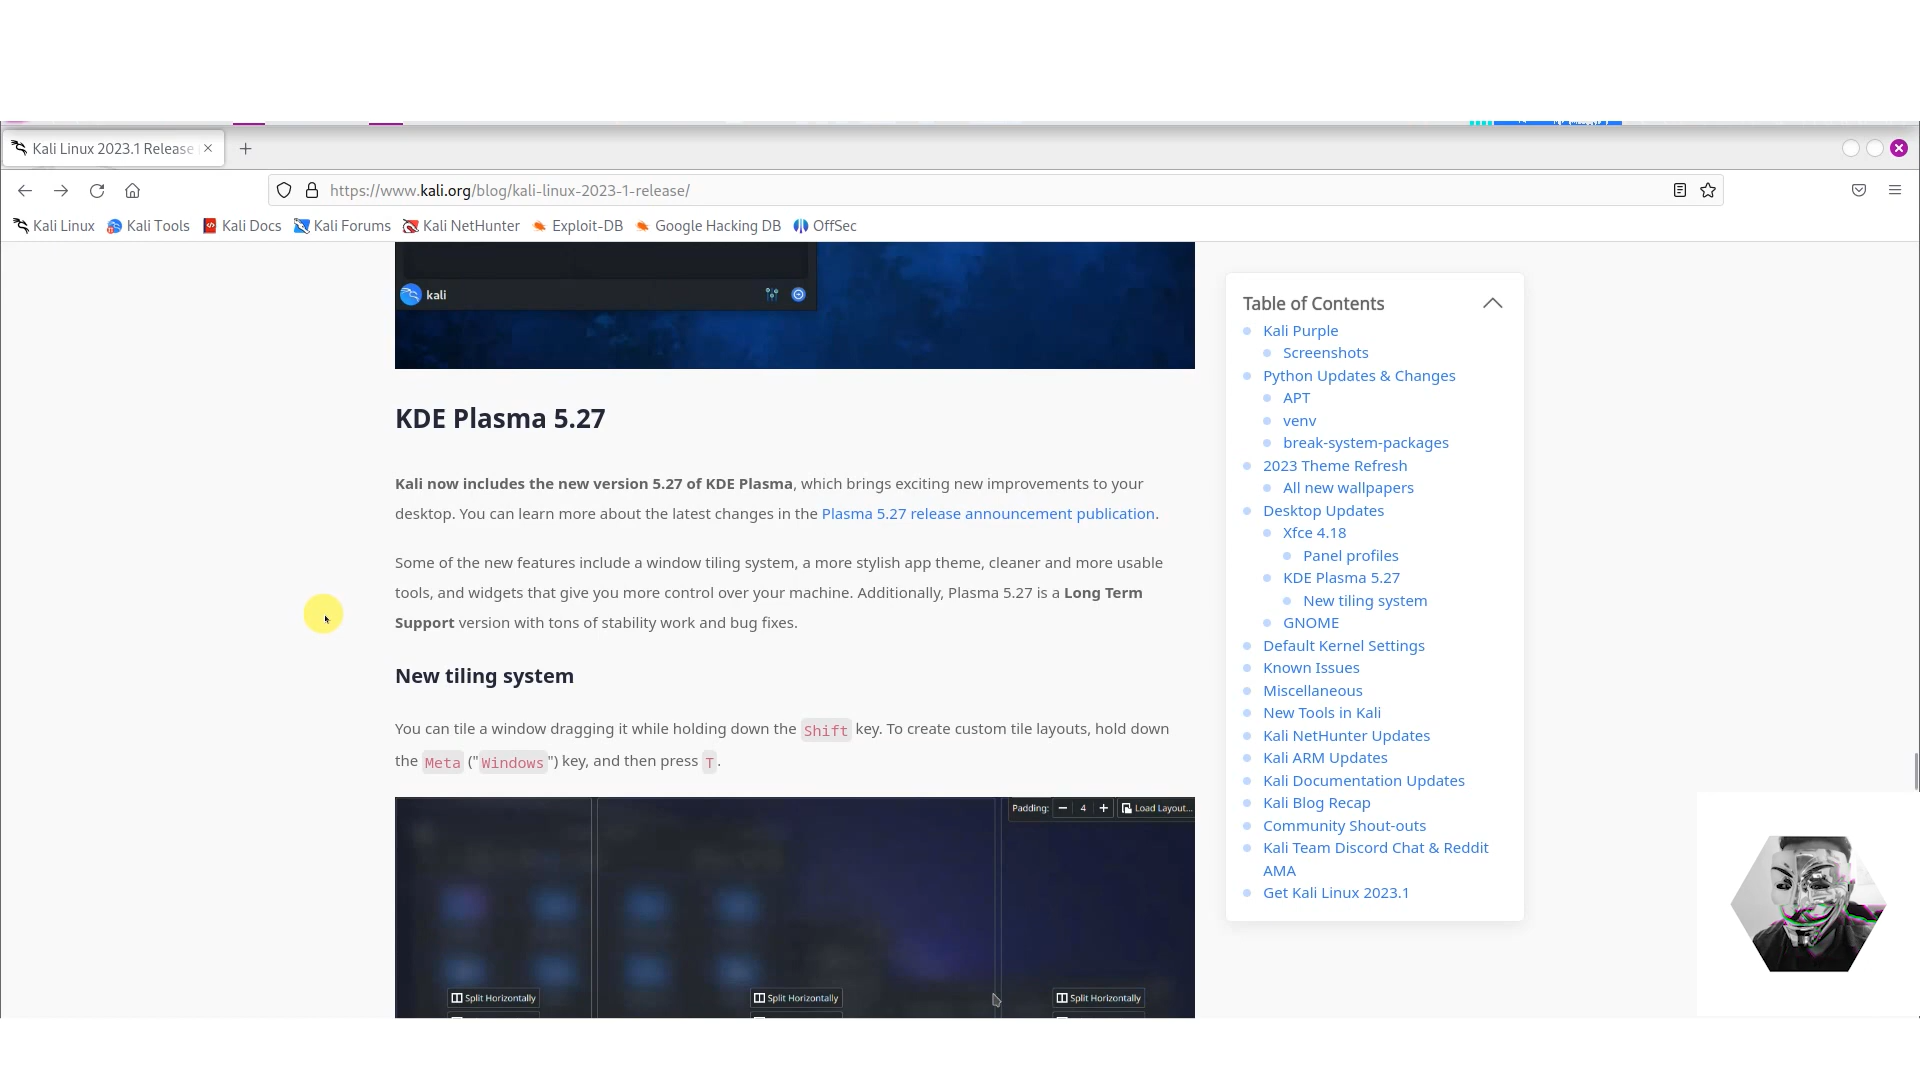 Kali Linux 2023.1 Release
https://www.kali.org/blog/kali-linux-2023-1-release/
Kali Linux Kali Tools Kali Docs Kali Forums Kali NetHunter Exploit-DB Google Hacking DB OffSec
kali
KDE Plasma 5.27
Kali now includes the new version 5.27 of KDE Plasma, which brings exciting new improvements to your
desktop. You can learn more about the latest changes in the Plasma 5.27 release announcement publication.
Some of the new features include a window tiling system, a more stylish app theme, cleaner and more usable
tools, and widgets that give you more control over your machine. Additionally, Plasma 5.27 is a Long Term
Support version with tons of stability work and bug fixes.
New tiling system
You can tile a window dragging it while holding down the Shift key. To create custom tile layouts, hold down
the Meta ("Windows") key, and then press T.
Padding: − 4 + Load Layout...
Split Horizontally Split Horizontally Split Horizontally
Table of Contents
Kali Purple
Screenshots
Python Updates & Changes
APT
venv
break-system-packages
2023 Theme Refresh
All new wallpapers
Desktop Updates
Xfce 4.18
Panel profiles
KDE Plasma 5.27
New tiling system
GNOME
Default Kernel Settings
Known Issues
Miscellaneous
New Tools in Kali
Kali NetHunter Updates
Kali ARM Updates
Kali Documentation Updates
Kali Blog Recap
Community Shout-outs
Kali Team Discord Chat & Reddit
AMA
Get Kali Linux 2023.1